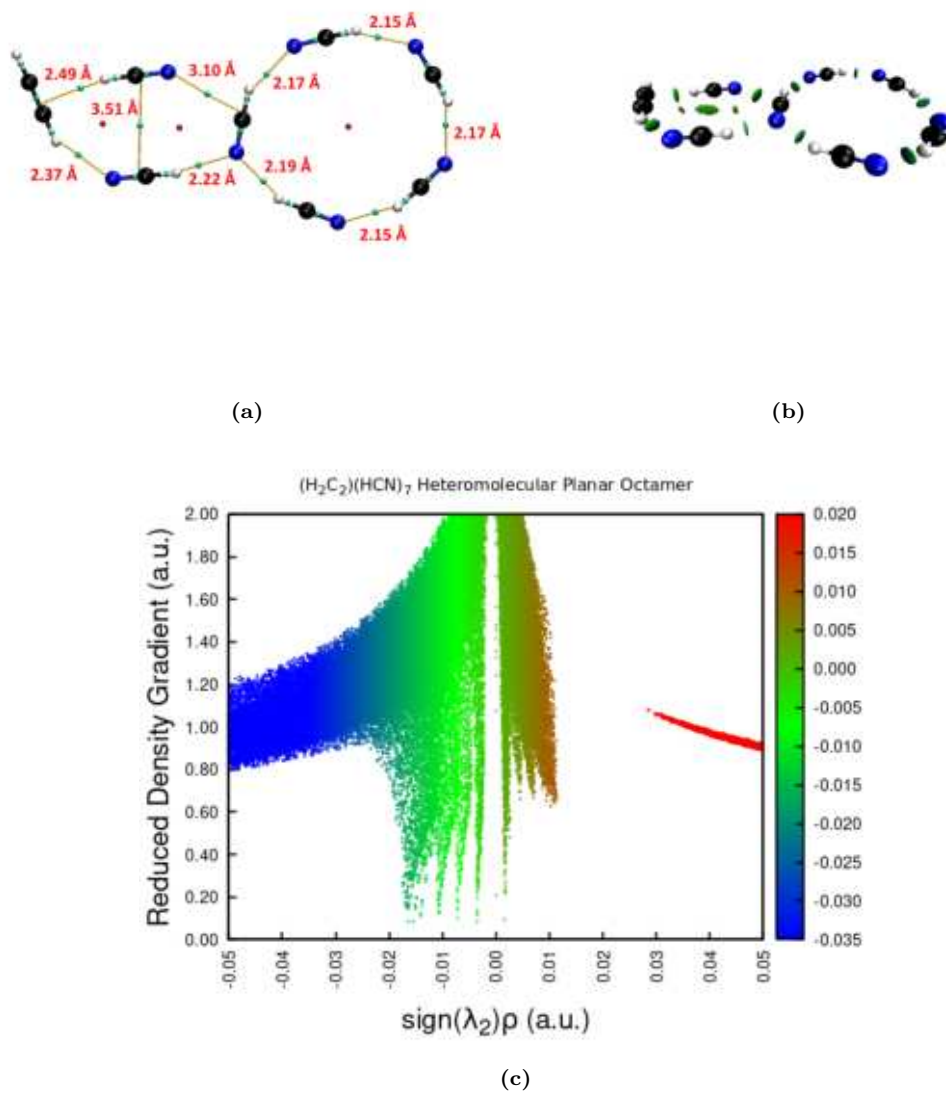 2.15 Å
2.49 Å
3.10 Å
2.17 Å
3.51 Å
2.17 Å
2.37 Å
2.22 Å
2.19 Å
2.15 Å
(a)
(b)
(H₂C₂)(HCN)₇ Heteromolecular Planar Octamer
Reduced Density Gradient (a.u.)
2.00
1.80
1.60
1.40
1.20
1.00
0.80
0.60
0.40
0.20
0.00
-0.05
-0.04
-0.03
-0.02
-0.01
0.00
0.01
0.02
0.03
0.04
0.05
sign(λ₂)ρ (a.u.)
0.020
0.015
0.010
0.005
0.000
-0.005
-0.010
-0.015
-0.020
-0.025
-0.030
-0.035
(c)